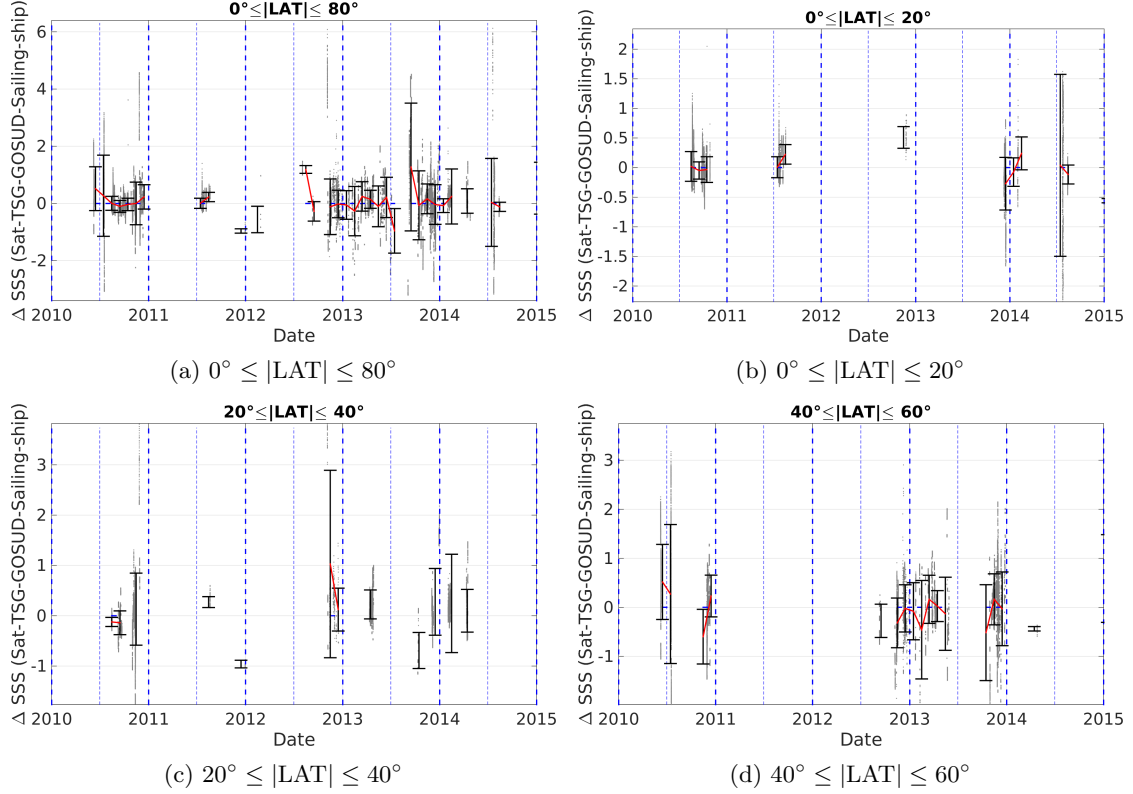 0°≤|LAT|≤ 80°
Δ SSS (Sat-TSG-GOSUD-Sailing-ship)
6
4
2
0
-2
2010 2011 2012 2013 2014 2015
Date
(a) 0° ≤ |LAT| ≤ 80°
0°≤|LAT|≤ 20°
Δ SSS (Sat-TSG-GOSUD-Sailing-ship)
2
1.5
1
0.5
0
-0.5
-1
-1.5
-2
2010 2011 2012 2013 2014 2015
Date
(b) 0° ≤ |LAT| ≤ 20°
20°≤|LAT|≤ 40°
Δ SSS (Sat-TSG-GOSUD-Sailing-ship)
3
2
1
0
-1
2010 2011 2012 2013 2014 2015
Date
(c) 20° ≤ |LAT| ≤ 40°
40°≤|LAT|≤ 60°
Δ SSS (Sat-TSG-GOSUD-Sailing-ship)
3
2
1
0
-1
2010 2011 2012 2013 2014 2015
Date
(d) 40° ≤ |LAT| ≤ 60°